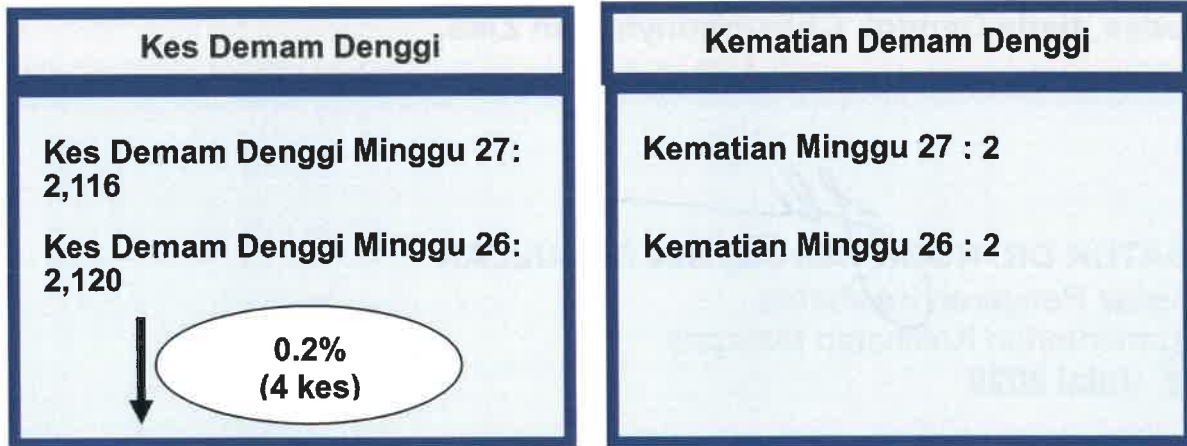 Kes Demam Denggi
Kes Demam Denggi Minggu 27:
2,116
Kes Demam Denggi Minggu 26:
2,120
0.2%
(4 kes)
Kematian Demam Denggi
Kematian Minggu 27 : 2
Kematian Minggu 26 : 2